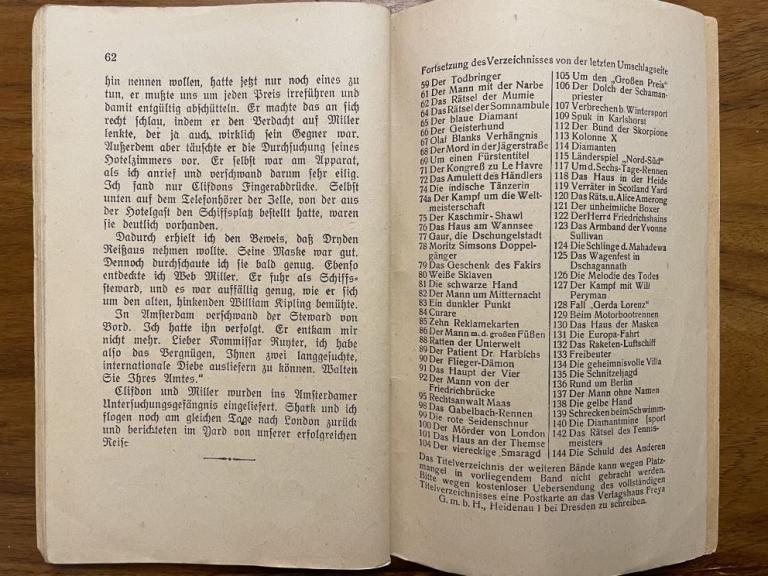 62
hin nennen wollen, hatte jetzt nur noch eines zu
tun, er mußte uns um jeden Preis irreführen und
damit entgültig abschütteln. Er machte das an sich
recht schlau, indem er den Verdacht auf Miller
lenkte, der ja auch wirklich sein Gegner war.
Außerdem aber täuschte er die Durchsuchung seines
Hotelzimmers vor. Er selbst war am Apparat,
als ich anrief und verschwand darum sehr eilig.
Ich fand nur Clifdons Fingerabdrücke. Selbst
unten auf dem Telefonhörer der Zelle, von der aus
der Hotelgast den Schiffsplatz bestellt hatte, waren
sie deutlich vorhanden.
Dadurch erhielt ich den Beweis, daß Dryden
Reißaus nehmen wollte. Seine Maske war gut.
Dennoch durchschaute ich sie bald genug. Ebenso
entdeckte ich Web Miller. Er fuhr als Schiffs-
steward, und es war auffällig genug, wie er sich
um den alten, hinkenden William Kipling bemühte.
In Amsterdam verschwand der Steward von
Bord. Ich hatte ihn verfolgt. Er entkam mir
nicht mehr. Lieber Kommissar Ruyter, ich habe
also das Vergnügen, Ihnen zwei langgesuchte,
internationale Diebe ausliefern zu können. Walten
Sie Ihres Amtes."
Clifdon und Miller wurden ins Amsterdamer
Untersuchungsgefängnis eingeliefert. Shark und ich
flogen noch am gleichen Tage nach London zurück
und berichteten im Yard von unserer erfolgreichen
Reise
Fortsetzung des Verzeichnisses von der letzten Umschlagseite
59 Der Todbringer
61 Der Mann mit der Narbe
62 Das Rätsel der Mumie
64 Das Rätsel der Somnambule
65 Der blaue Diamant
66 Der Geisterhund
67 Olaf Blanks Verhängnis
68 Der Mord in der Jägerstraße
69 Um einen Fürstentitel
71 Der Kongreß zu Le Havre
72 Das Amulett des Händlers
74 Die indische Tänzerin
74a Der Kampf um die Welt-
meisterschaft
75 Der Kaschmir-Shawl
76 Das Haus am Wannsee
77 Gaur, die Dschungelstadt
78 Moritz Simsons Doppel-
gänger
79 Das Geschenk des Fakirs
80 Weiße Sklaven
81 Die schwarze Hand
82 Der Mann um Mitternacht
83 Ein dunkler Punkt
84 Curare
85 Zehn Reklamekarten
86 Der Mann m. d. großen Füßen
88 Ratten der Unterwelt
89 Der Patient Dr. Harbichs
90 Der Flieger-Dämon
91 Das Haupt der Vier
92 Der Mann von der
Friedrichbrücke
95 Rechtsanwalt Maas
98 Das Gabelbach-Rennen
99 Die rote Seidenschnur
100 Der Mörder von London
101 Das Haus an der Themse
104 Der viereckige Smaragd
105 Um den „Großen Preis"
106 Der Dolch der Schaman-
priester
107 Verbrechen b. Wintersport
109 Spuk in Karlshorst
112 Der Bund der Skorpione
113 Kolonne X
114 Diamanten
115 Länderspiel „Nord-Süd"
117 Um d. Sechs-Tage-Rennen
118 Das Haus in der Heide
119 Verräter in Scotland Yard
120 Das Räts. u. Alice Amerong
121 Der unheimliche Boxer
122 Der Herr d Friedrichshains
123 Das Armband der Yvonne
Sullivan
124 Die Schlinge d. Mahadewa
125 Das Wagenfest in
Dschagannath
126 Die Melodie des Todes
127 Der Kampf mit Will
Peryman
128 Fall „Gerda Lorenz"
129 Beim Motorbootrennen
130 Das Haus der Masken
131 Die Europa-Fahrt
132 Das Raketen-Luftschiff
133 Freibeuter
134 Die geheimnisvolle Villa
135 Die Schnitzeljagd
136 Rund um Berlin
137 Der Mann ohne Namen
138 Die gelbe Hand
139 Schrecken beim Schwimm-
140 Die Diamantmine [sport
142 Das Rätsel des Tennis-
meisters
144 Die Schuld des Anderen
Das Titelverzeichnis der weiteren Bände kann wegen Platz-
mangel in vorliegendem Band nicht gebracht werden.
Bitte wegen kostenloser Uebersendung des vollständigen
Titelverzeichnisses eine Postkarte an das Verlagshaus Freya
G. m. b. H., Heidenau I bei Dresden zu schreiben.